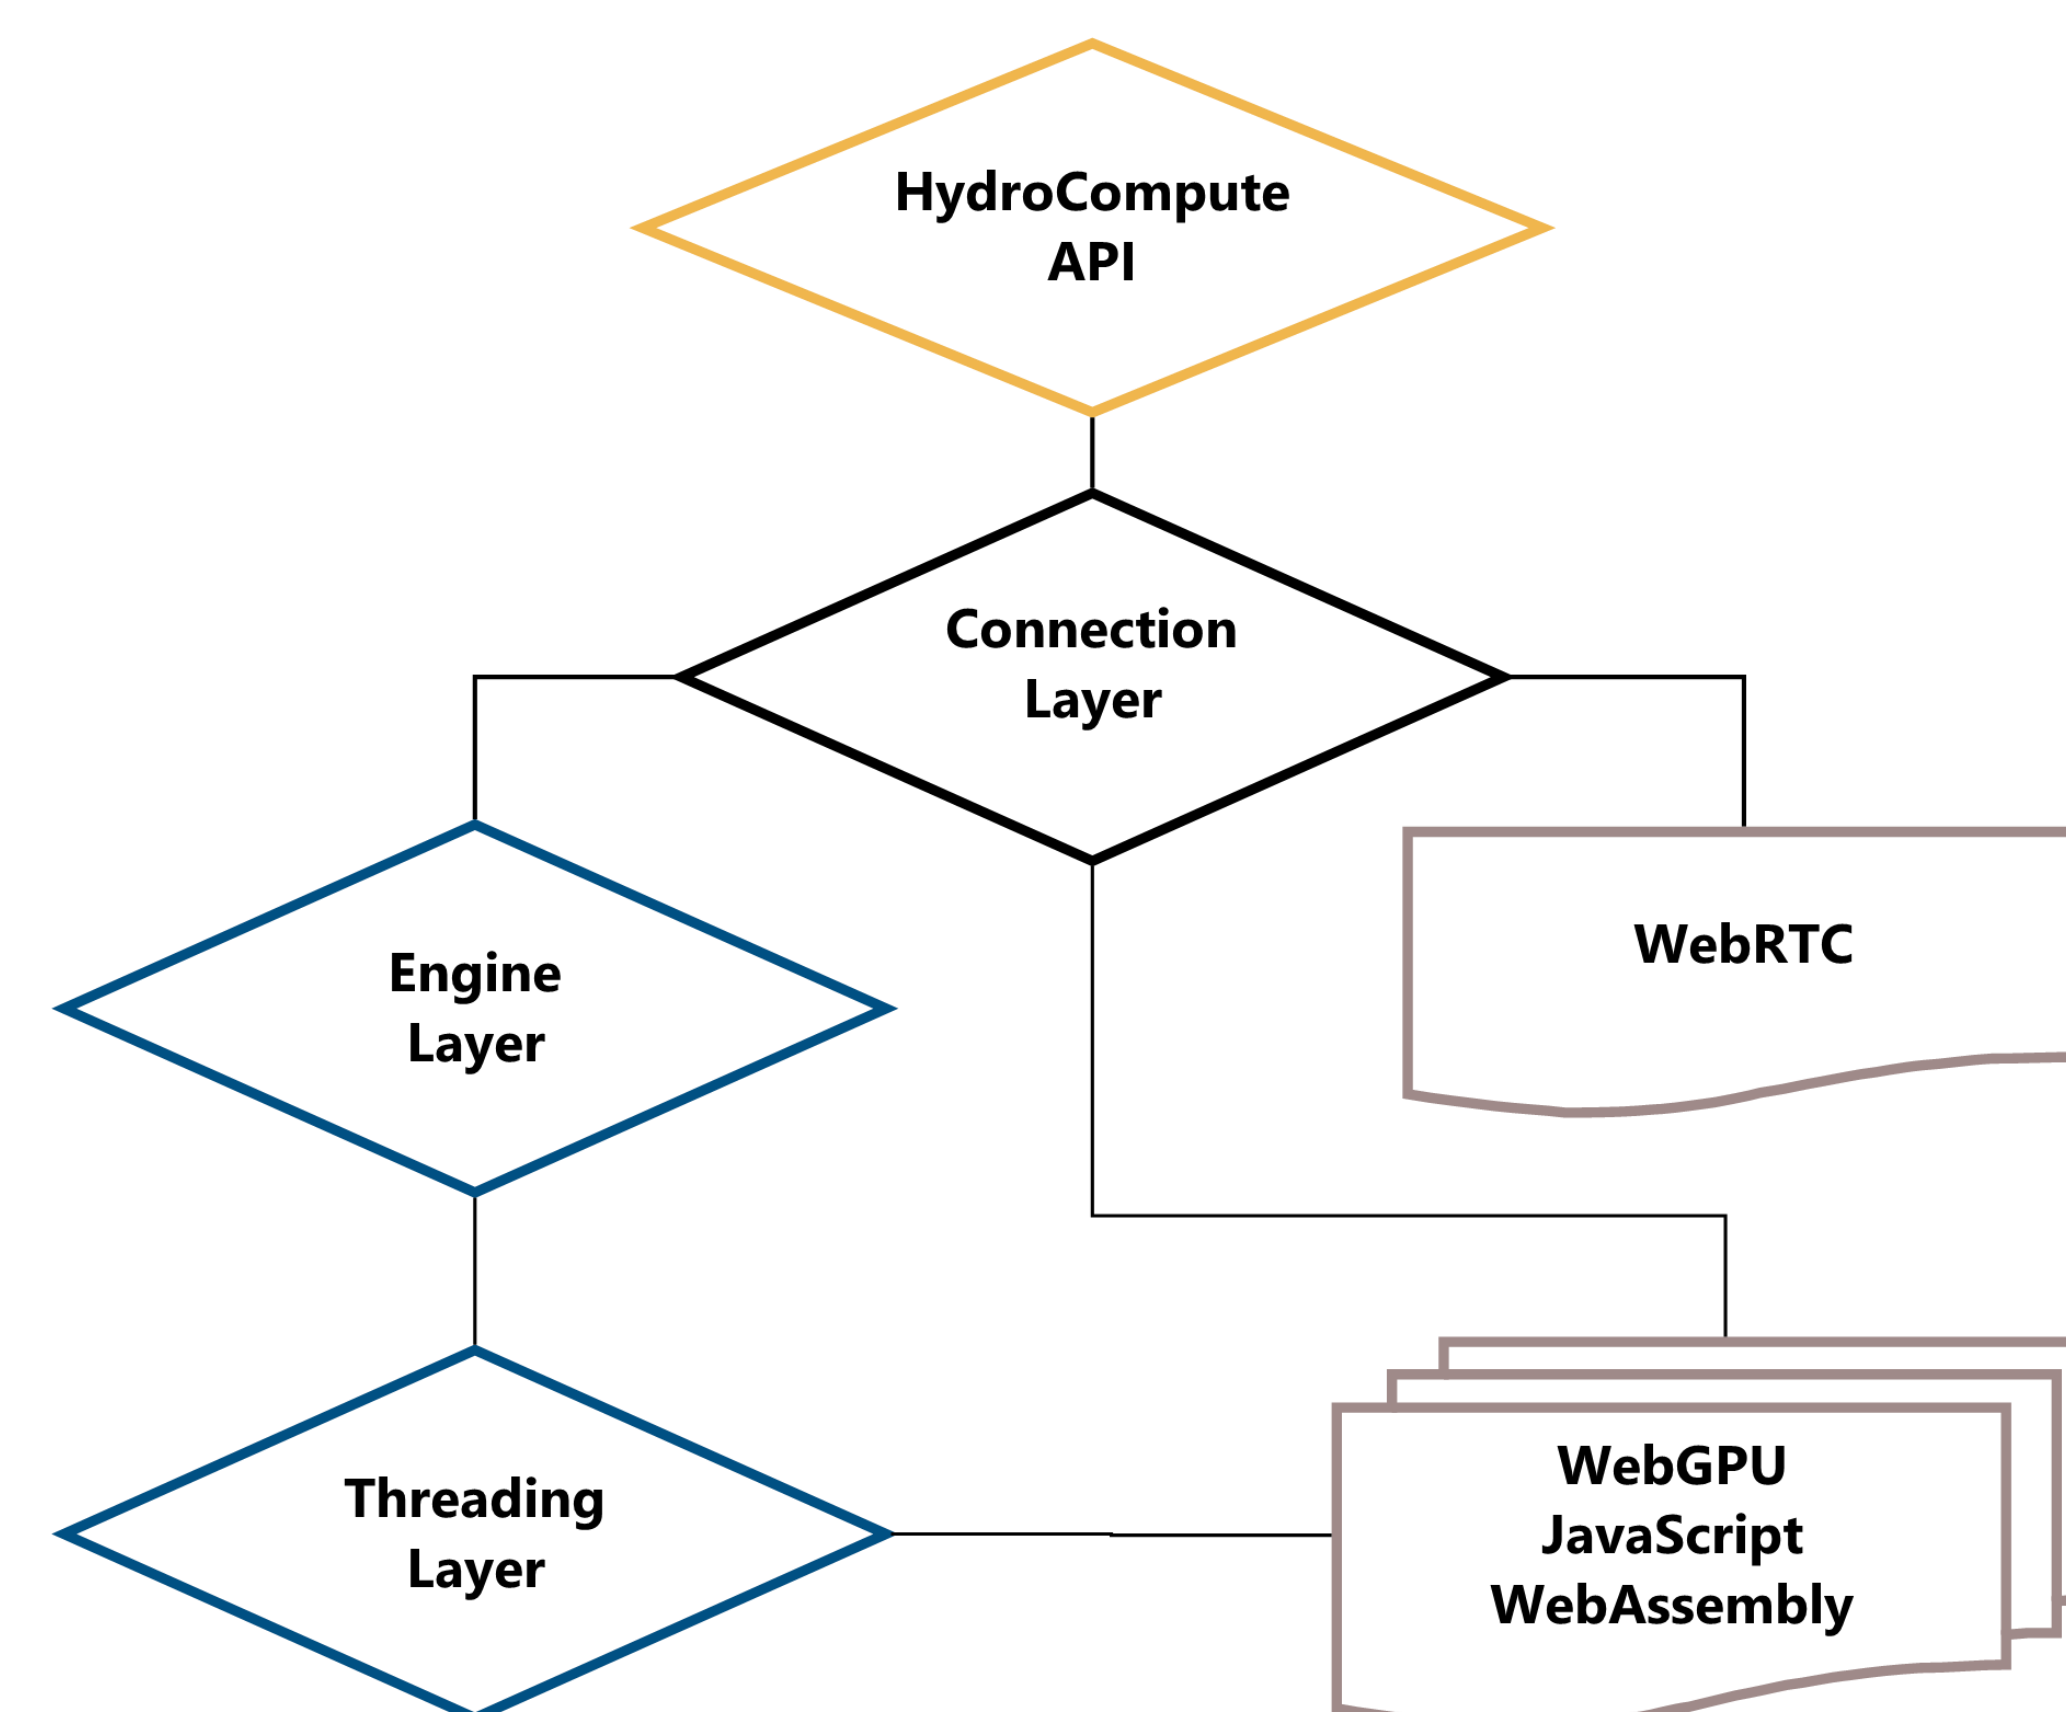 HydroCompute
API
Connection
Layer
Engine
Layer
WebRTC
Threading
Layer
WebGPU
JavaScript
WebAssembly